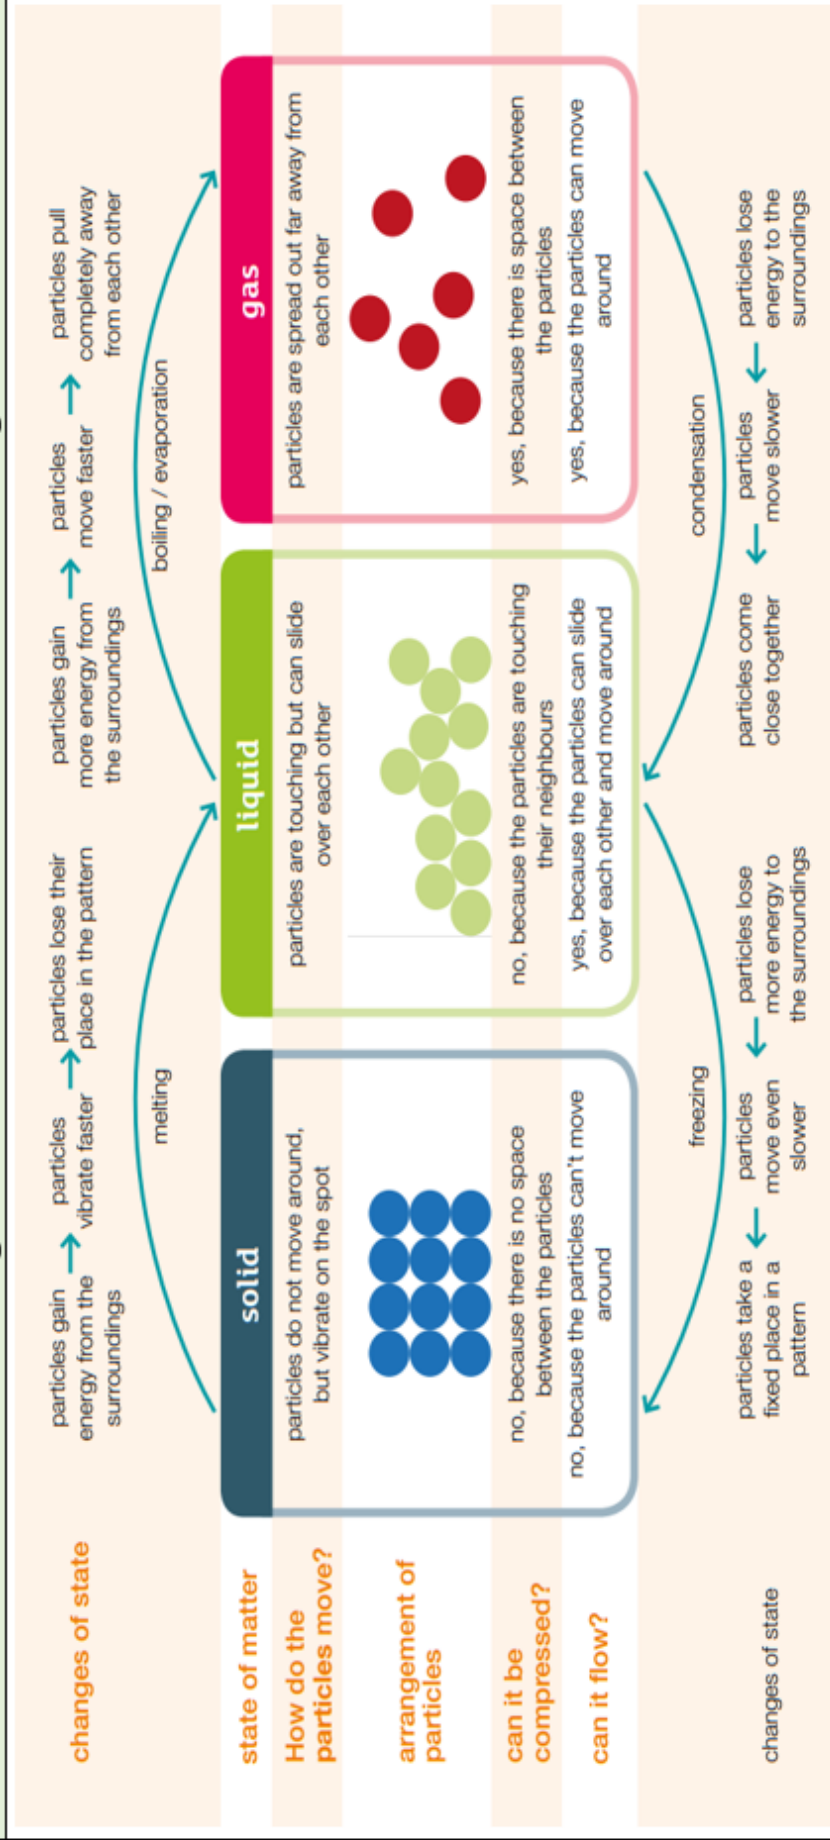 changes of state
particles gain
energy from the
surroundings
particles
vibrate faster
particles lose their
place in the pattern
particles gain
more energy from
the surroundings
particles
move faster
particles pull
completely away
from each other
melting
boiling / evaporation
state of matter
solid
liquid
gas
How do the
particles move?
particles do not move around,
but vibrate on the spot
particles are touching but can slide
over each other
particles are spread out far away from
each other
arrangement of
particles
can it be
compressed?
no, because there is no space
between the particles
no, because the particles are touching
their neighbours
yes, because there is space between
the particles
can it flow?
no, because the particles can't move
around
yes, because the particles can slide
over each other and move around
yes, because the particles can move
around
freezing
condensation
changes of state
particles take a
fixed place in a
pattern
particles
move even
slower
particles lose
more energy to
the surroundings
particles come
close together
particles
move slower
particles lose
energy to the
surroundings